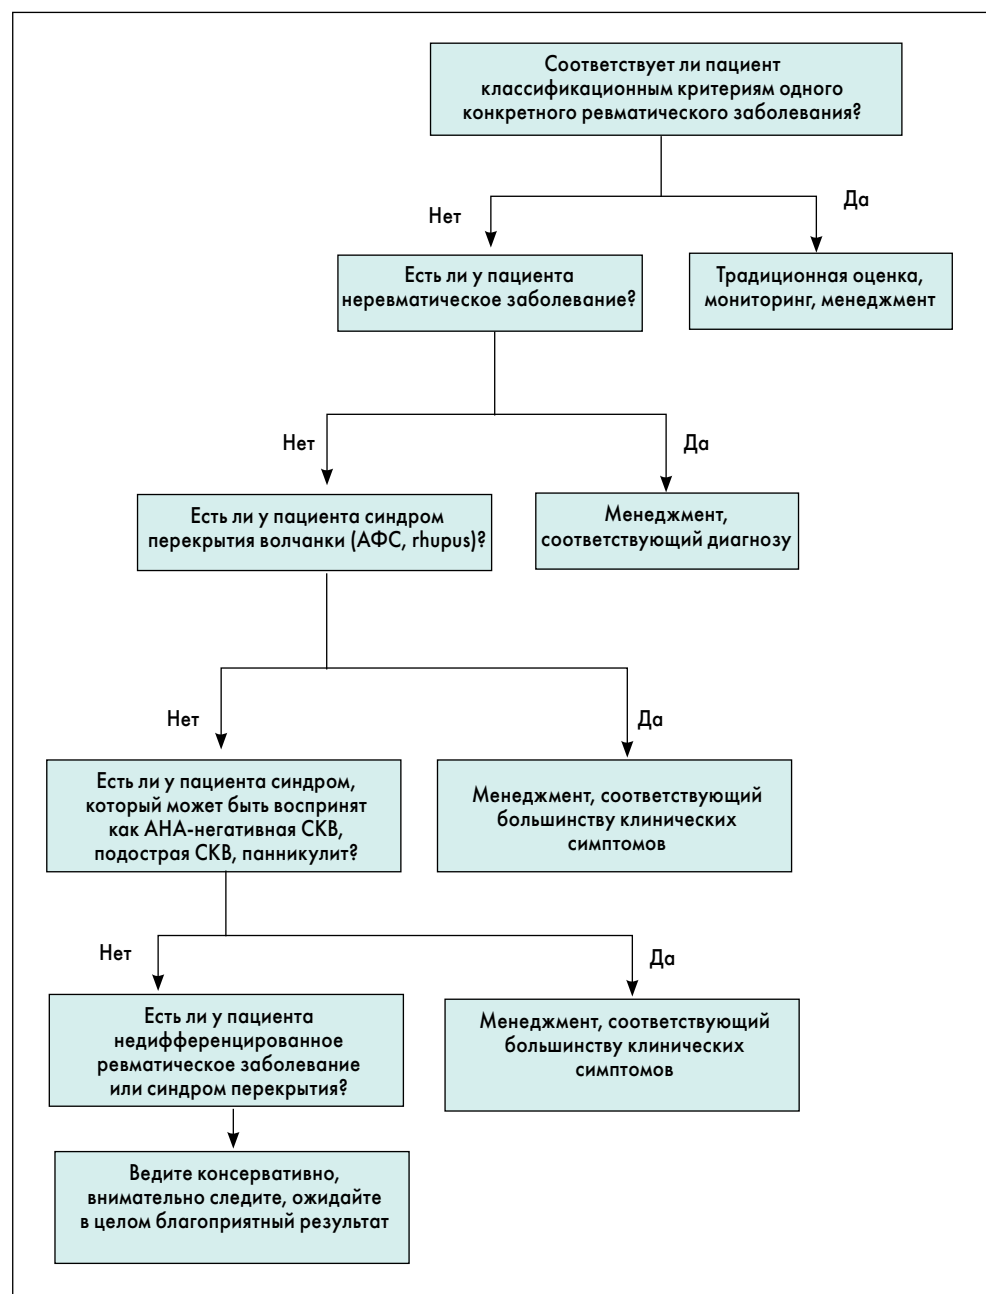 Соответствует ли пациент
классификационным критериям одного
конкретного ревматического заболевания?
Нет
Да
Есть ли у пациента
неревматическое заболевание?
Традиционная оценка,
мониторинг, менеджмент
Нет
Да
Есть ли у пациента синдром
перекрытия волчанки (АФС, rhupus)?
Менеджмент,
соответствующий диагнозу
Нет
Да
Есть ли у пациента синдром,
который может быть воспринят
как АНА-негативная СКВ,
подострая СКВ, панникулит?
Менеджмент, соответствующий
большинству клинических
симптомов
Нет
Да
Есть ли у пациента
недифференцированное
ревматическое заболевание
или синдром перекрытия?
Менеджмент, соответствующий
большинству клинических
симптомов
Ведите консервативно,
внимательно следите, ожидайте
в целом благоприятный результат